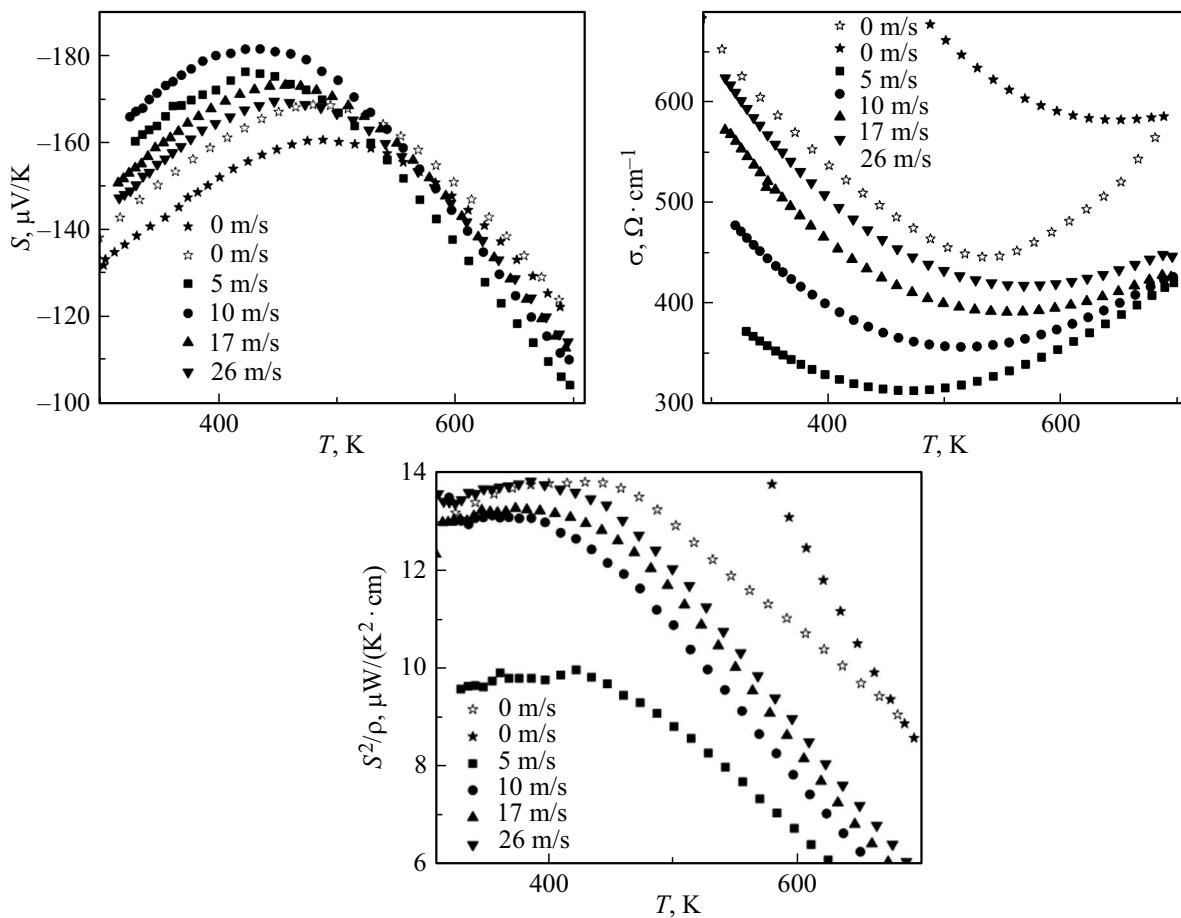 –180
–160
–140
–120
–100
S, μV/K
0 m/s
0 m/s
5 m/s
10 m/s
17 m/s
26 m/s
400
600
T, K
600
500
400
300
σ, Ω · cm⁻¹
0 m/s
0 m/s
5 m/s
10 m/s
17 m/s
26 m/s
400
600
T, K
14
12
10
8
6
S²/ρ, μW/(K² · cm)
0 m/s
0 m/s
5 m/s
10 m/s
17 m/s
26 m/s
400
600
T, K